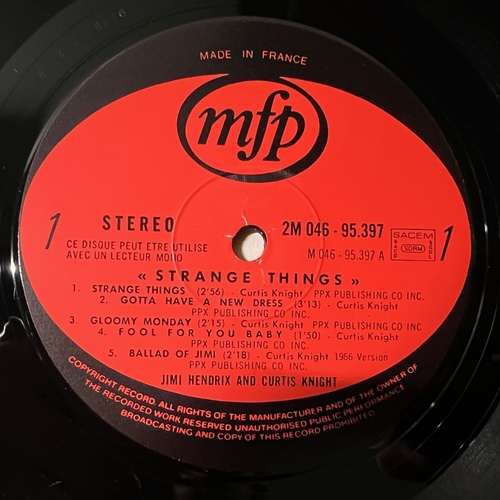 MADE IN FRANCE
mfp
1 STEREO 2M 046 - 95.397 SACEM 1
CE DISQUE PEUT ETRE UTILISE
AVEC UN LECTEUR MONO M 046 - 95.397 A
« STRANGE THINGS »
1. STRANGE THINGS (2'56) - Curtis Knight PPX PUBLISHING CO INC.
2. GOTTA HAVE A NEW DRESS (3'13) - Curtis Knight
PPX PUBLISHING CO INC.
3. GLOOMY MONDAY (2'15) - Curtis Knight PPX PUBLISHING CO INC.
4. FOOL FOR YOU BABY (1'50) - Curtis Knight
PPX PUBLISHING CO INC.
5. BALLAD OF JIMI (2'18) - Curtis Knight 1966 Version
PPX PUBLISHING CO INC.
JIMI HENDRIX AND CURTIS KNIGHT
COPYRIGHT RECORD. ALL RIGHTS OF THE MANUFACTURER AND OF THE OWNER OF
THE RECORDED WORK RESERVED UNAUTHORISED PUBLIC PERFORMANCE
BROADCASTING AND COPY OF THIS RECORD PROHIBITED